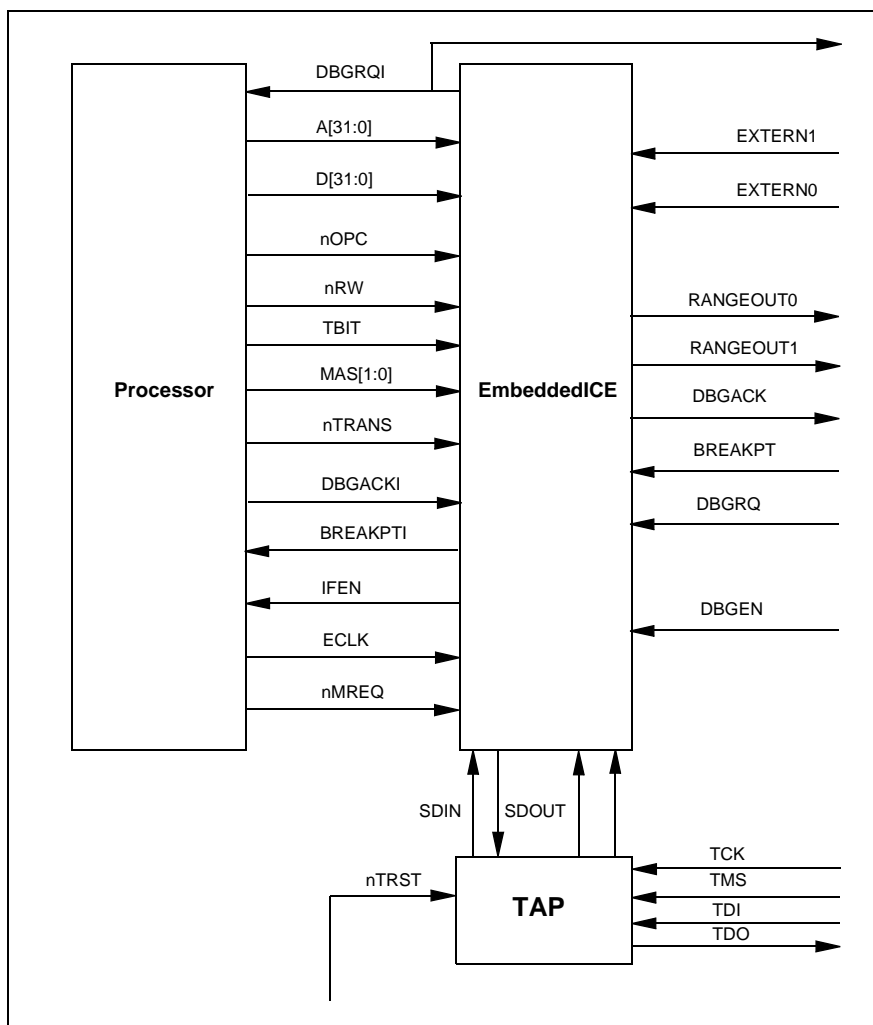 DBGRQI
A[31:0]
EXTERN1
D[31:0]
EXTERN0
nOPC
nRW
RANGEOUT0
TBIT
RANGEOUT1
MAS[1:0]
Processor
EmbeddedICE
DBGACK
nTRANS
BREAKPT
DBGACKI
DBGRQ
BREAKPTI
IFEN
DBGEN
ECLK
nMREQ
SDIN
SDOUT
TCK
nTRST
TMS
TAP
TDI
TDO